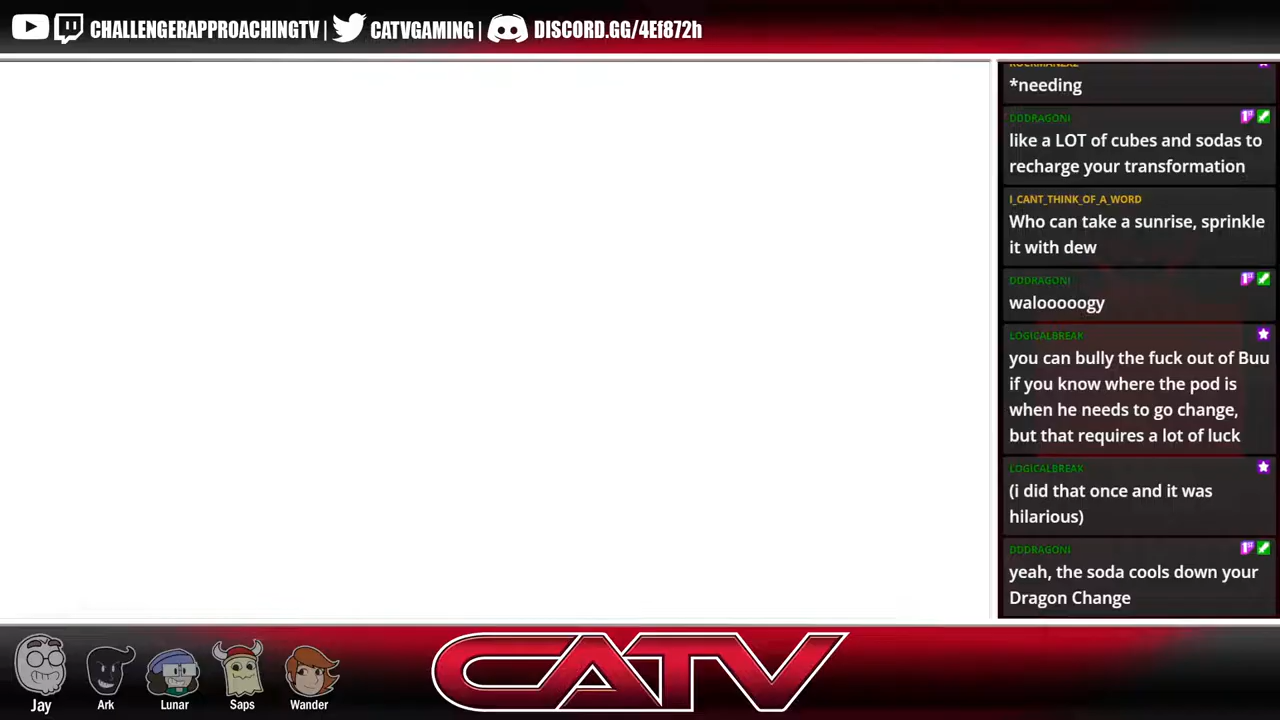 CHALLENGERAPPROACHINGTV | CATVGAMING | DISCORD.GG/4Ef872h
ROCKMANEXE
*needing
DDDRAGONI
like a LOT of cubes and sodas to
recharge your transformation
I_CANT_THINK_OF_A_WORD
Who can take a sunrise, sprinkle
it with dew
DDDRAGONI
walooooogy
LOGICALBREAK
you can bully the fuck out of Buu
if you know where the pod is
when he needs to go change,
but that requires a lot of luck
LOGICALBREAK
(i did that once and it was
hilarious)
DDDRAGONI
yeah, the soda cools down your
Dragon Change
CATV
Jay Ark Lunar Saps Wander